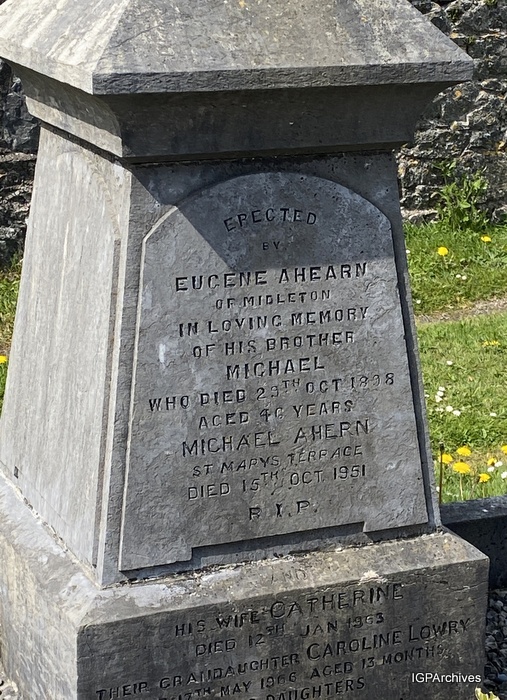 ERECTED
BY
EUGENE AHEARN
OF MIDLETON
IN LOVING MEMORY
OF HIS BROTHER
MICHAEL
WHO DIED 29TH OCT. 1898
AGED 46 YEARS
MICHAEL AHERN
ST MARYS TERRACE
DIED 15TH OCT. 1951
R.I.P.
AND
HIS WIFE CATHERINE
DIED 12TH JAN 1963
THEIR GRANDAUGHTER CAROLINE LOWRY
17TH MAY 1966 AGED 13 MONTHS
DAUGHTERS
IGPArchives